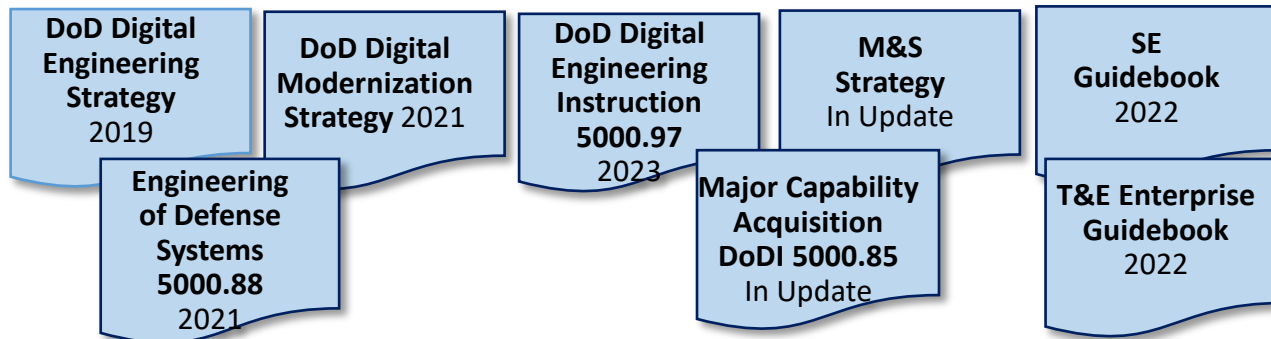 DoD Digital
Engineering
Strategy
2019
Engineering
of Defense
Systems
5000.88
2021
DoD Digital
Modernization
Strategy 2021
DoD Digital
Engineering
Instruction
5000.97
2023
M&S
Strategy
In Update
Major Capability
Acquisition
DoDI 5000.85
In Update
SE
Guidebook
2022
T&E Enterprise
Guidebook
2022